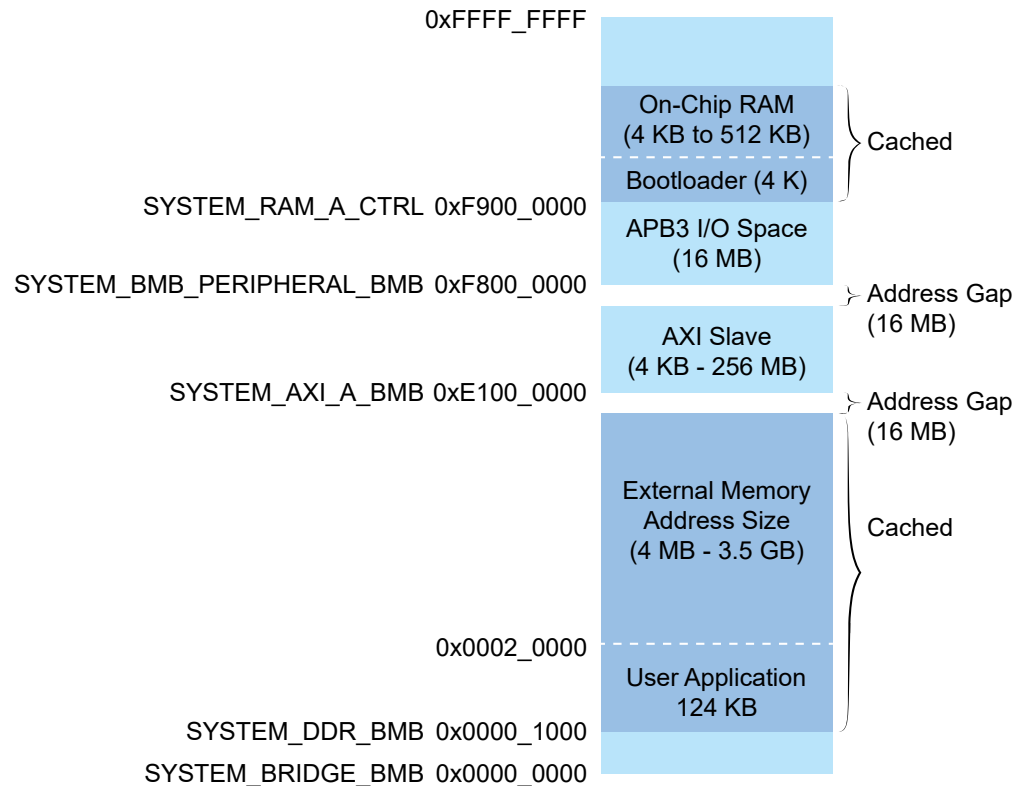 0xFFFF_FFFF
On-Chip RAM
(4 KB to 512 KB)
Cached
Bootloader (4 K)
SYSTEM_RAM_A_CTRL 0xF900_0000
APB3 I/O Space
(16 MB)
SYSTEM_BMB_PERIPHERAL_BMB 0xF800_0000
Address Gap
(16 MB)
AXI Slave
(4 KB - 256 MB)
SYSTEM_AXI_A_BMB 0xE100_0000
Address Gap
(16 MB)
External Memory
Address Size
(4 MB - 3.5 GB)
Cached
0x0002_0000
User Application
124 KB
SYSTEM_DDR_BMB 0x0000_1000
SYSTEM_BRIDGE_BMB 0x0000_0000